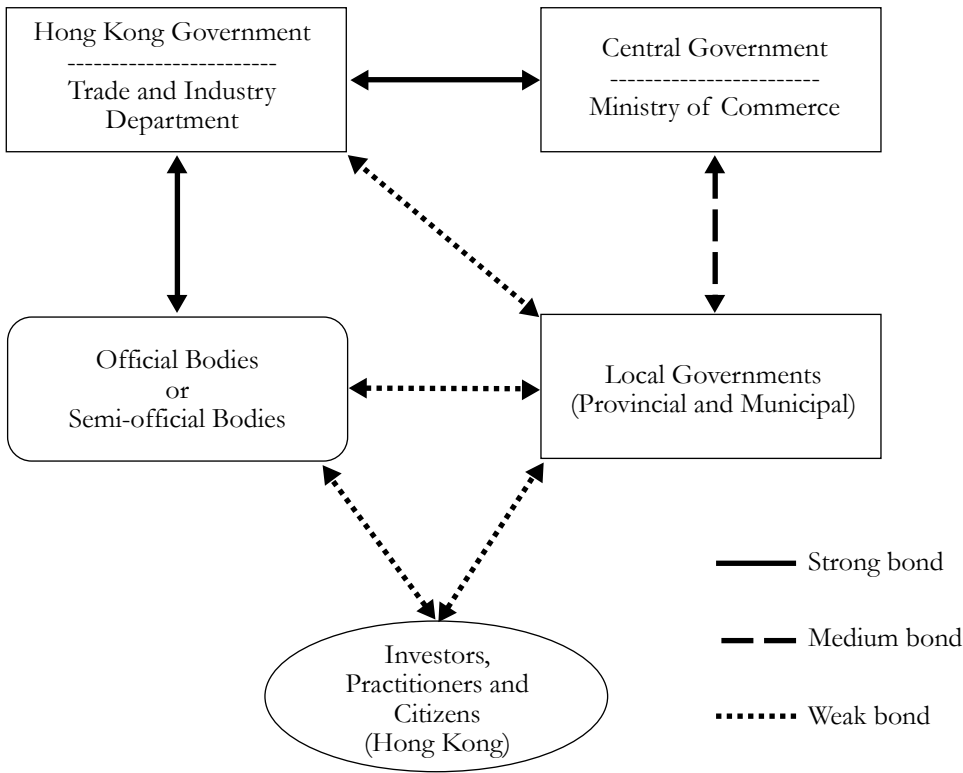 Hong Kong Government
------------------------
Trade and Industry
Department
Central Government
------------------------
Ministry of Commerce
Official Bodies
or
Semi-official Bodies
Local Governments
(Provincial and Municipal)
Investors,
Practitioners and
Citizens
(Hong Kong)
Strong bond
Medium bond
Weak bond